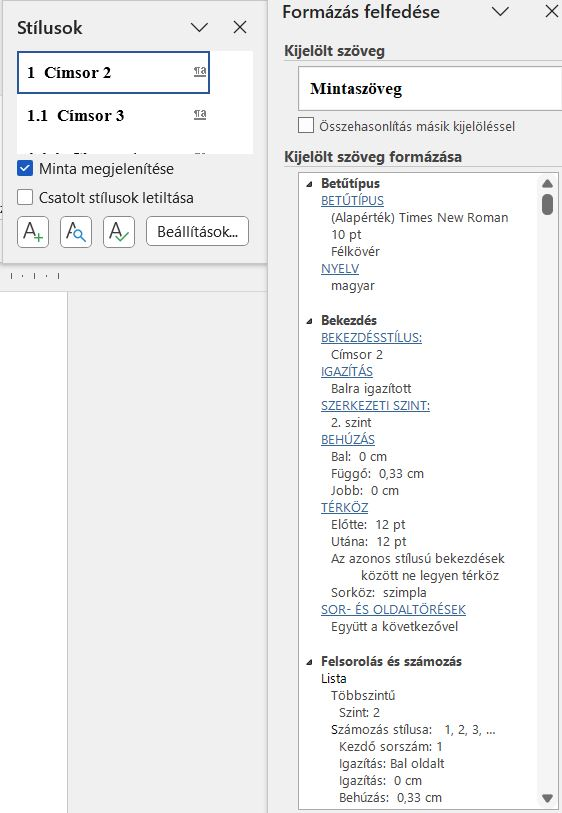 Stílusok
1 Címsor 2
1.1 Címsor 3
Minta megjelenítése
Csatolt stílusok letiltása
Beállítások...
Formázás felfedése
Kijelölt szöveg
Mintaszöveg
Összehasonlítás másik kijelöléssel
Kijelölt szöveg formázása
Betűtípus
BETŰTÍPUS
(Alapérték) Times New Roman
10 pt
Félkövér
NYELV
magyar
Bekezdés
BEKEZDÉSSTÍLUS:
Címsor 2
IGAZÍTÁS
Balra igazított
SZERKEZETI SZINT:
2. szint
BEHÚZÁS
Bal: 0 cm
Függő: 0,33 cm
Jobb: 0 cm
TÉRKÖZ
Előtte: 12 pt
Utána: 12 pt
Az azonos stílusú bekezdések
között ne legyen térköz
Sorköz: szimpla
SOR- ÉS OLDALTÖRÉSEK
Együtt a következővel
Felsorolás és számozás
Lista
Többszintű
Szint: 2
Számozás stílusa: 1, 2, 3, ...
Kezdő sorszám: 1
Igazítás: Bal oldalt
Igazítás: 0 cm
Behúzás: 0,33 cm